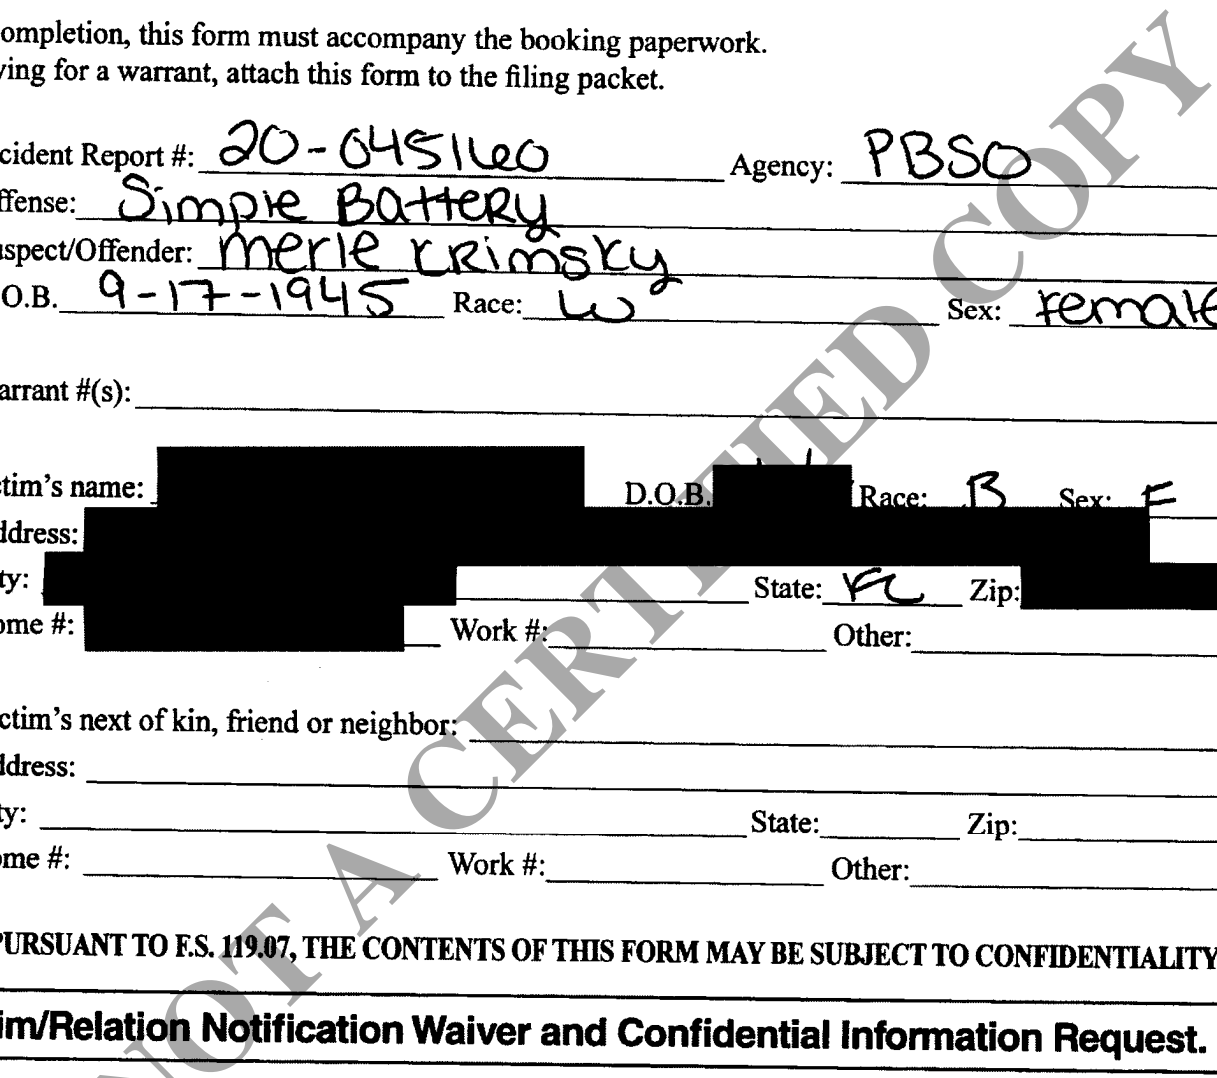 ompletion, this form must accompany the booking paperwork.
ying for a warrant, attach this form to the filing packet.
cident Report #: 20-045160 Agency: PBSO
ffense: Simple Battery
uspect/Offender: Merle Krimsky
.O.B. 9-17-1945 Race: W Sex: Female
arrant #(s):
ctim's name: D.O.B. Race: B Sex: F
ddress:
ty: State: FL Zip:
ome #: Work #: Other:
ctim's next of kin, friend or neighbor:
ddress:
ty: State: Zip:
ome #: Work #: Other:
PURSUANT TO F.S. 119.07, THE CONTENTS OF THIS FORM MAY BE SUBJECT TO CONFIDENTIALITY
im/Relation Notification Waiver and Confidential Information Request.
NOT A CERTIFIED COPY